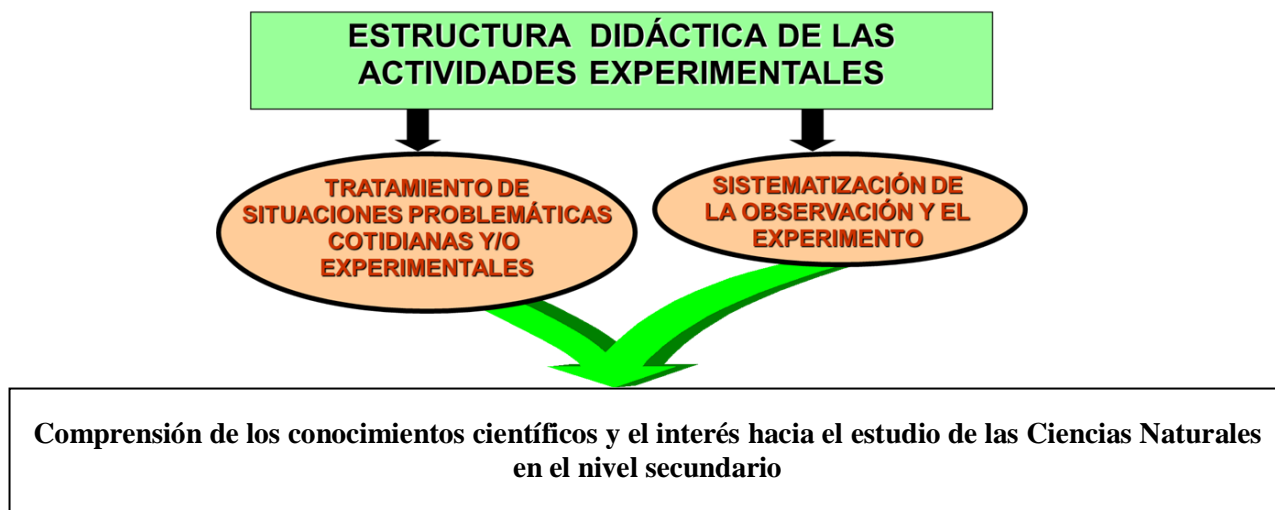 ESTRUCTURA DIDÁCTICA DE LAS
ACTIVIDADES EXPERIMENTALES
TRATAMIENTO DE
SITUACIONES PROBLEMÁTICAS
COTIDIANAS Y/O
EXPERIMENTALES
SISTEMATIZACIÓN DE
LA OBSERVACIÓN Y EL
EXPERIMENTO
Comprensión de los conocimientos científicos y el interés hacia el estudio de las Ciencias Naturales
en el nivel secundario